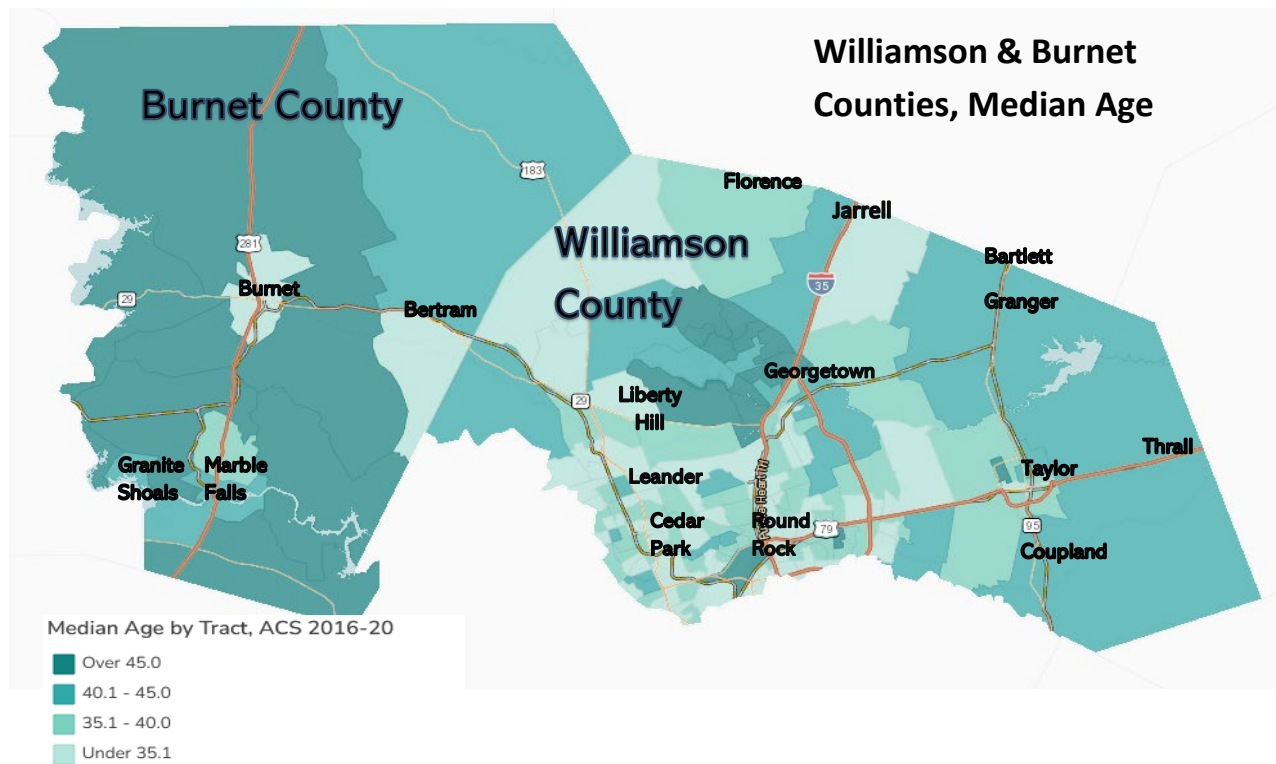 Williamson & Burnet
Counties, Median Age
Burnet County
183
Florence
Jarrell
Williamson
County
281
Bartlett
35
Burnet
29
Granger
Bertram
Georgetown
Liberty
Hill
29
Thrall
Granite
Shoals
Marble
Falls
Leander
Taylor
Cedar
Park
Round
Rock
79
95
Coupland
Median Age by Tract, ACS 2016-20
Over 45.0
40.1 - 45.0
35.1 - 40.0
Under 35.1